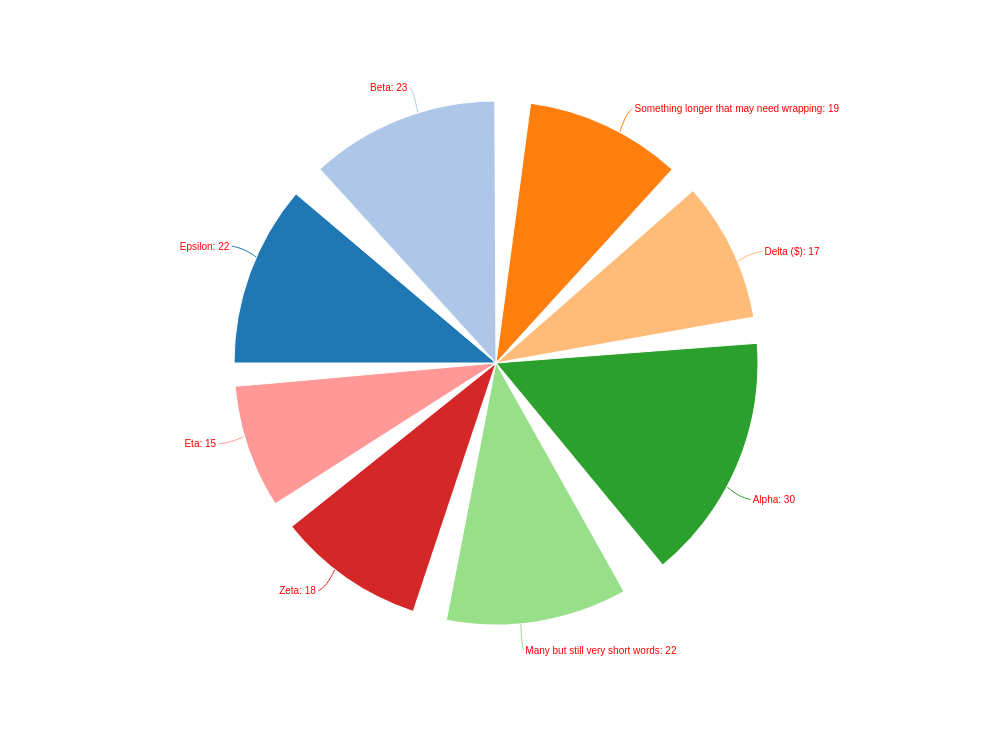 Beta: 23
Something longer that may need wrapping: 19
Epsilon: 22
Delta ($): 17
Eta: 15
Alpha: 30
Zeta: 18
Many but still very short words: 22